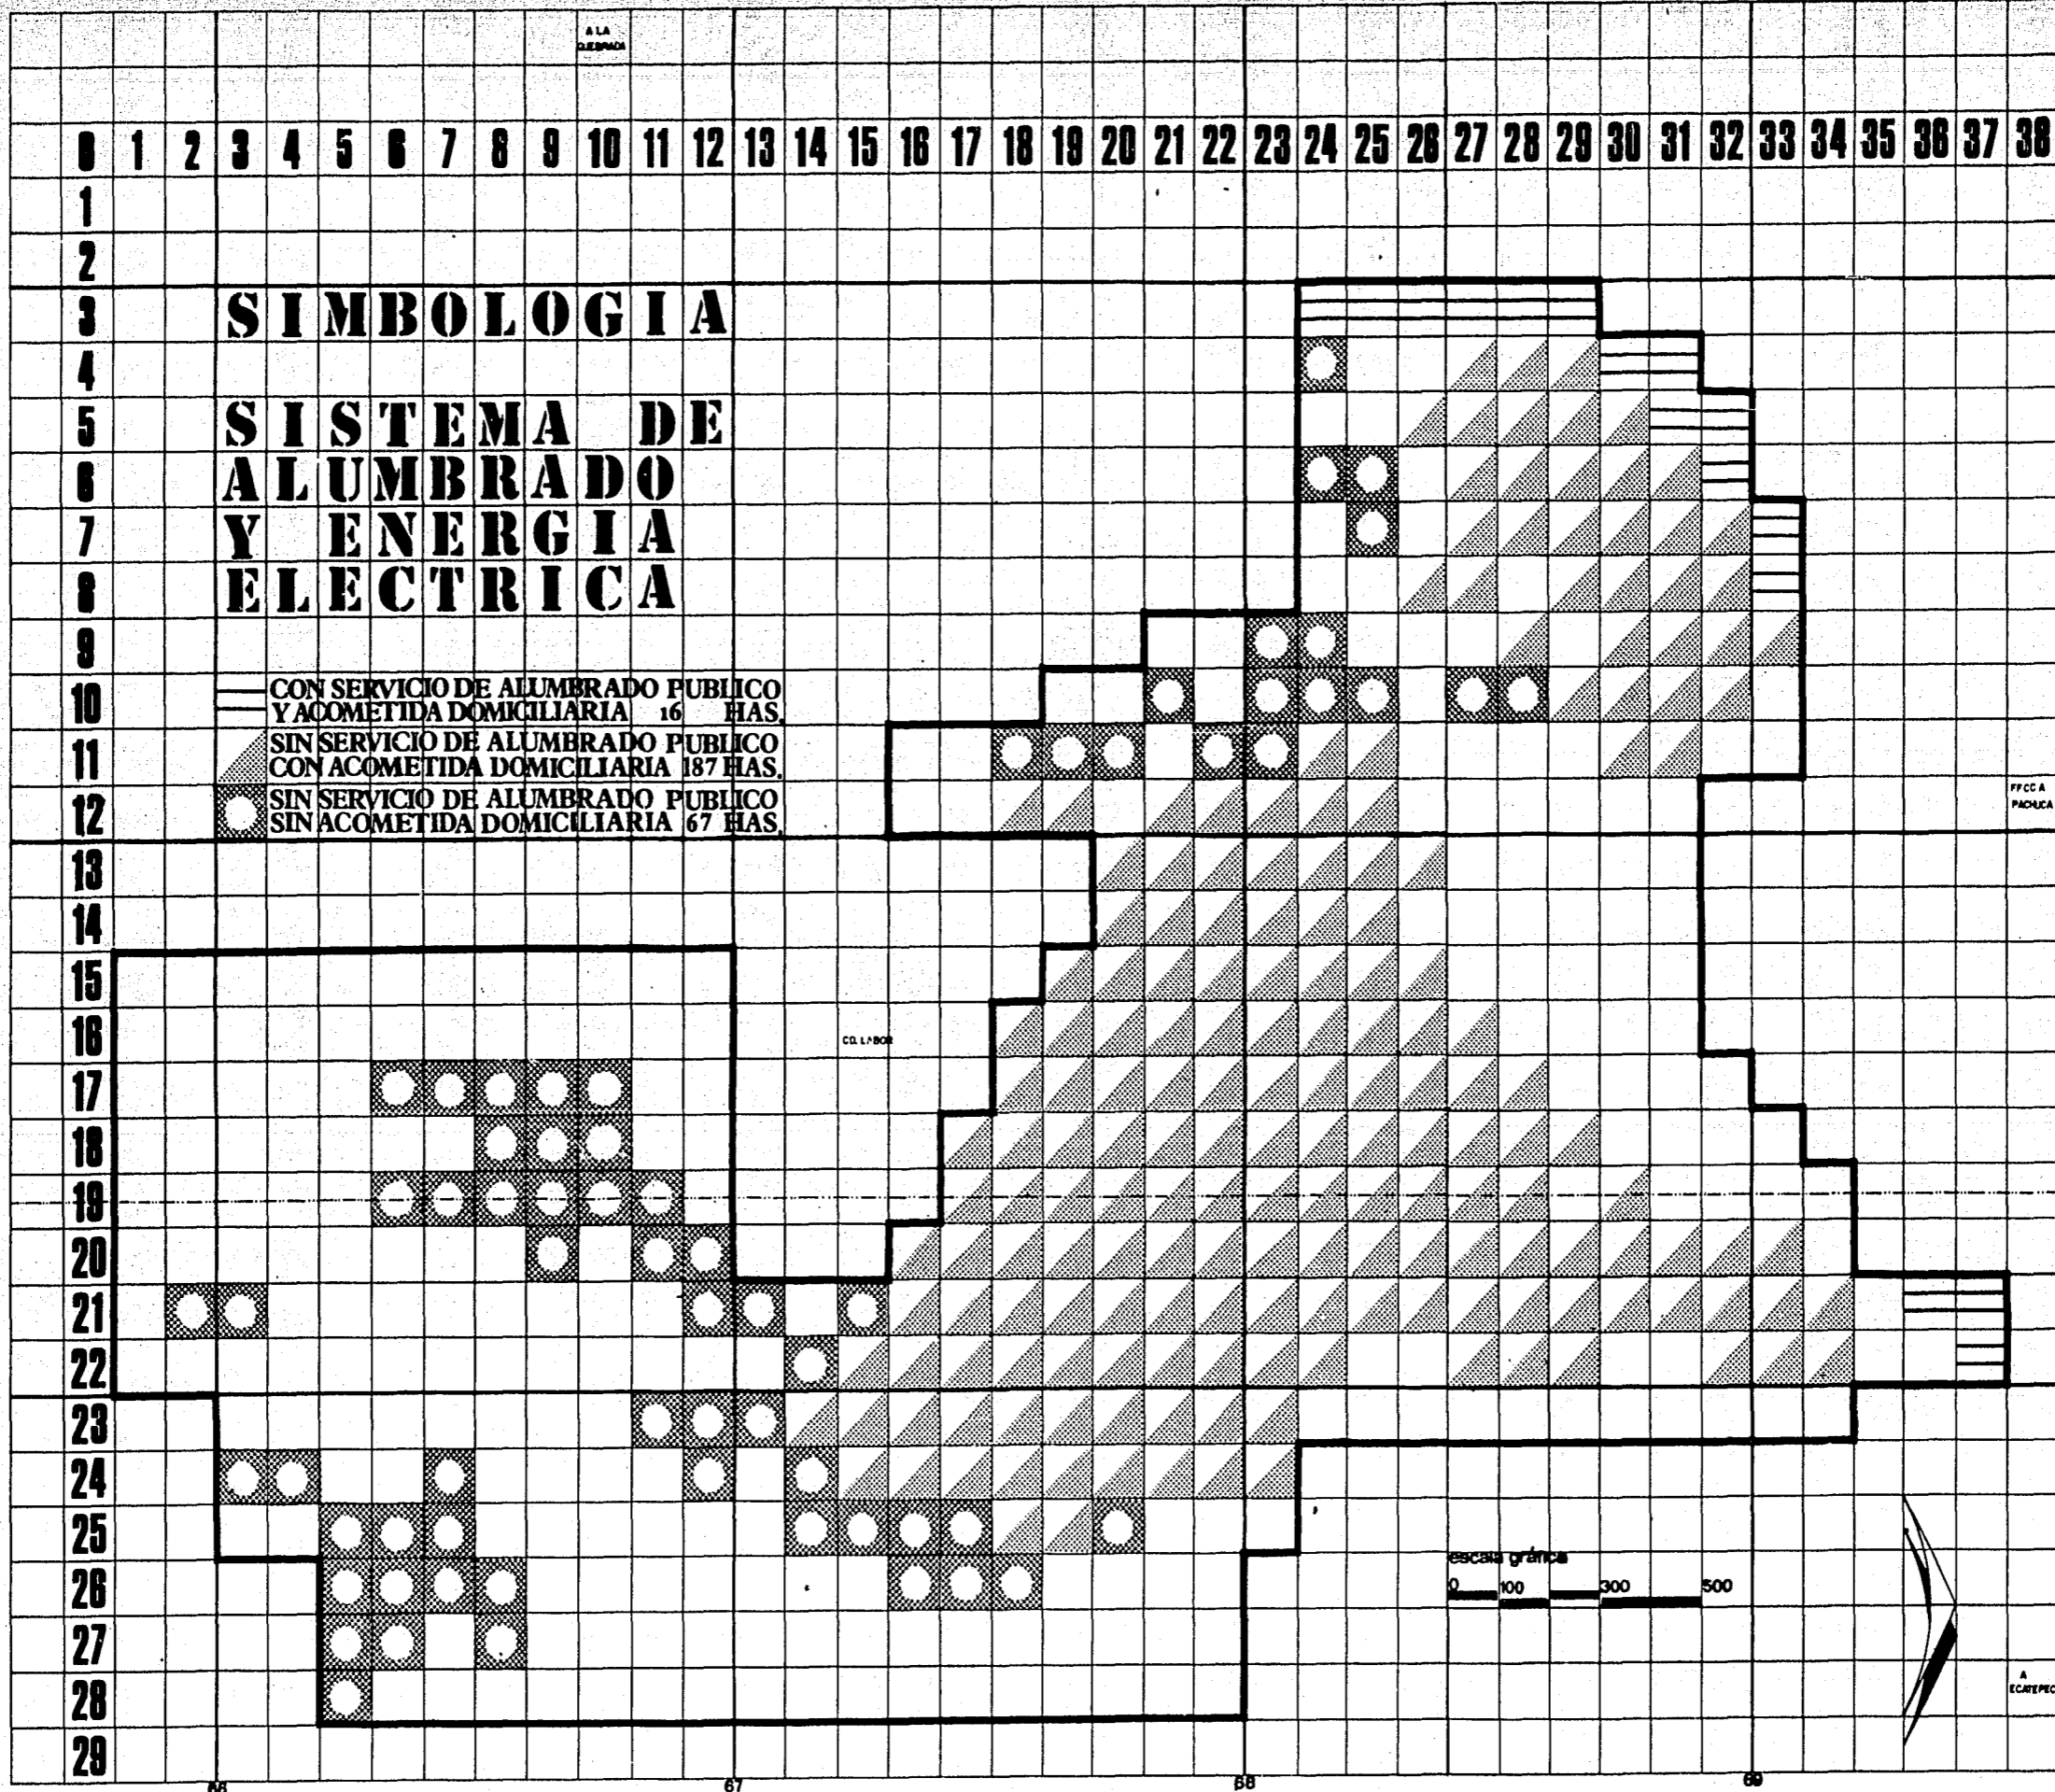 A LA
QUEBRADA
0 1 2 3 4 5 6 7 8 9 10 11 12 13 14 15 16 17 18 19 20 21 22 23 24 25 26 27 28 29 30 31 32 33 34 35 36 37 38
1
2
3 SIMBOLOGIA
4
5 SISTEMA DE
6 ALUMBRADO
7 Y ENERGIA
8 ELECTRICA
9
10 CON SERVICIO DE ALUMBRADO PUBLICO
Y ACOMETIDA DOMICILIARIA 16 HAS.
11 SIN SERVICIO DE ALUMBRADO PUBLICO
CON ACOMETIDA DOMICILIARIA 187 HAS.
12 SIN SERVICIO DE ALUMBRADO PUBLICO
SIN ACOMETIDA DOMICILIARIA 67 HAS.
FFCC A
PACHUCA
13
14
15
16
CD. LABOR
17
18
19
20
21
22
23
24
25
26
escala gráfica
0 100 300 500
27
28
A
ECATEPEC
29
66 67 68 69